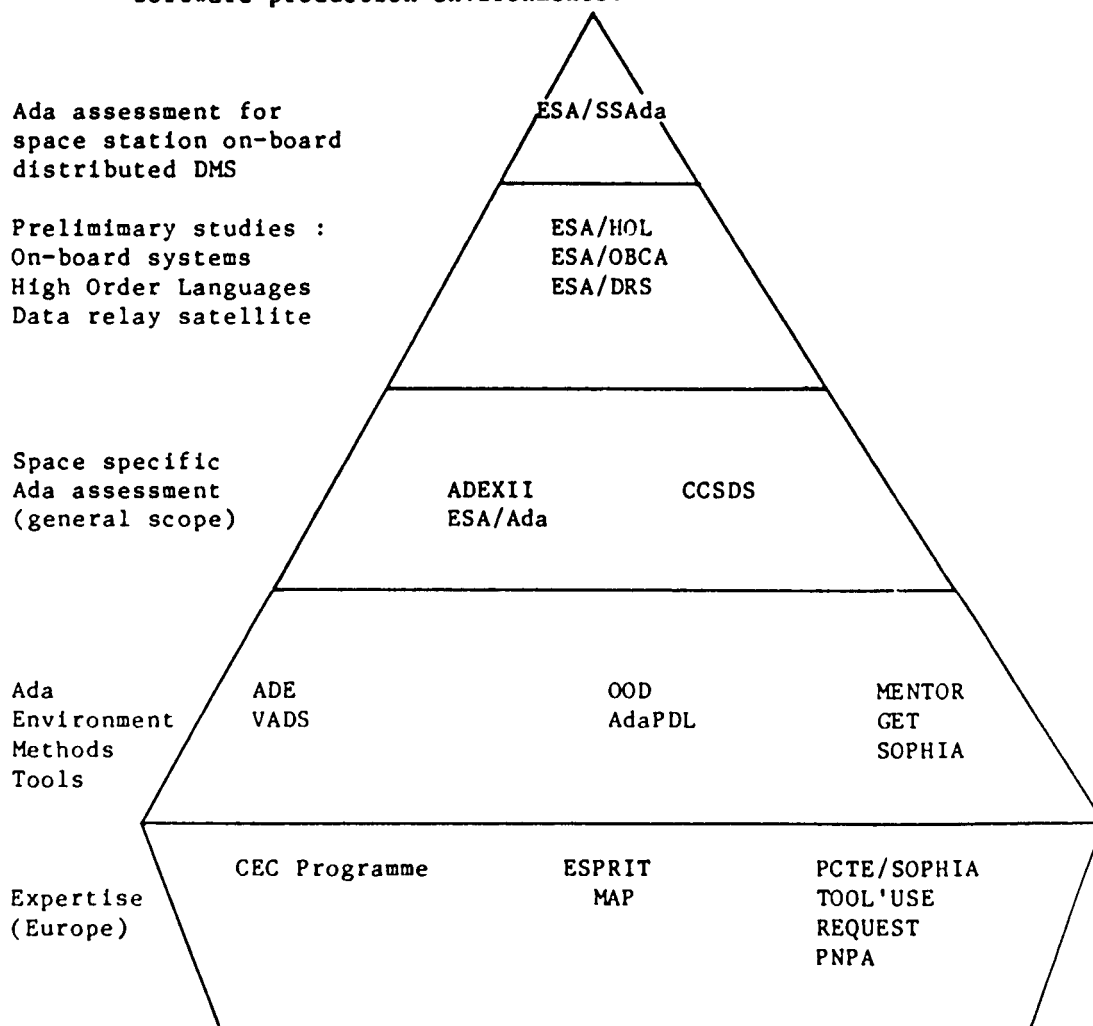 Ada assessment for
space station on-board
distributed DMS
ESA/SSAda
Prelimimary studies :
On-board systems
High Order Languages
Data relay satellite
ESA/HOL
ESA/OBCA
ESA/DRS
Space specific
Ada assessment
(general scope)
ADEXII
ESA/Ada
CCSDS
Ada
Environment
Methods
Tools
ADE
VADS
OOD
AdaPDL
MENTOR
GET
SOPHIA
Expertise
(Europe)
CEC Programme
ESPRIT
MAP
PCTE/SOPHIA
TOOL'USE
REQUEST
PNPA